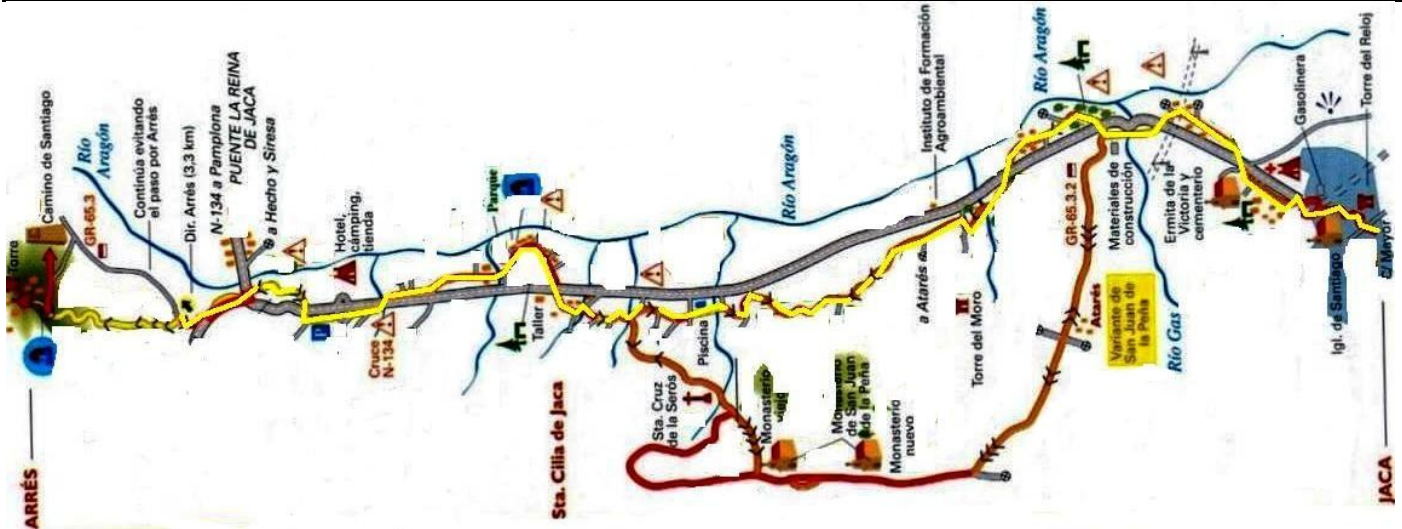 ARRÉS
Torre
Camino de Santiago
GR-65.3
Río
Aragón
Continúa evitando
el paso por Arrés
Dir. Arrés (3,3 km)
N-134 a Pamplona
PUENTE LA REINA
DE JACA
a Hecho y Siresa
Hotel,
cámping,
tienda
Cruce
N-134
Parque
Taller
Sta. Cilia de Jaca
Sta. Cruz
de la Serós
Piscina
Monasterio
viejo
Monasterio
de San Juan
de la Peña
Monasterio
nuevo
Río Aragón
Instituto de Formación
Agroambiental
a Atarés
Torre del Moro
Río Aragón
GR-65.3.2
Atarés
Materiales de
construcción
Variante de
San Juan de
la Peña
Río Gas
Ermita de la
Victoria y
cementerio
Gasolinera
Torre del Reloj
Igl. de Santiago
C/ Mayor
JACA